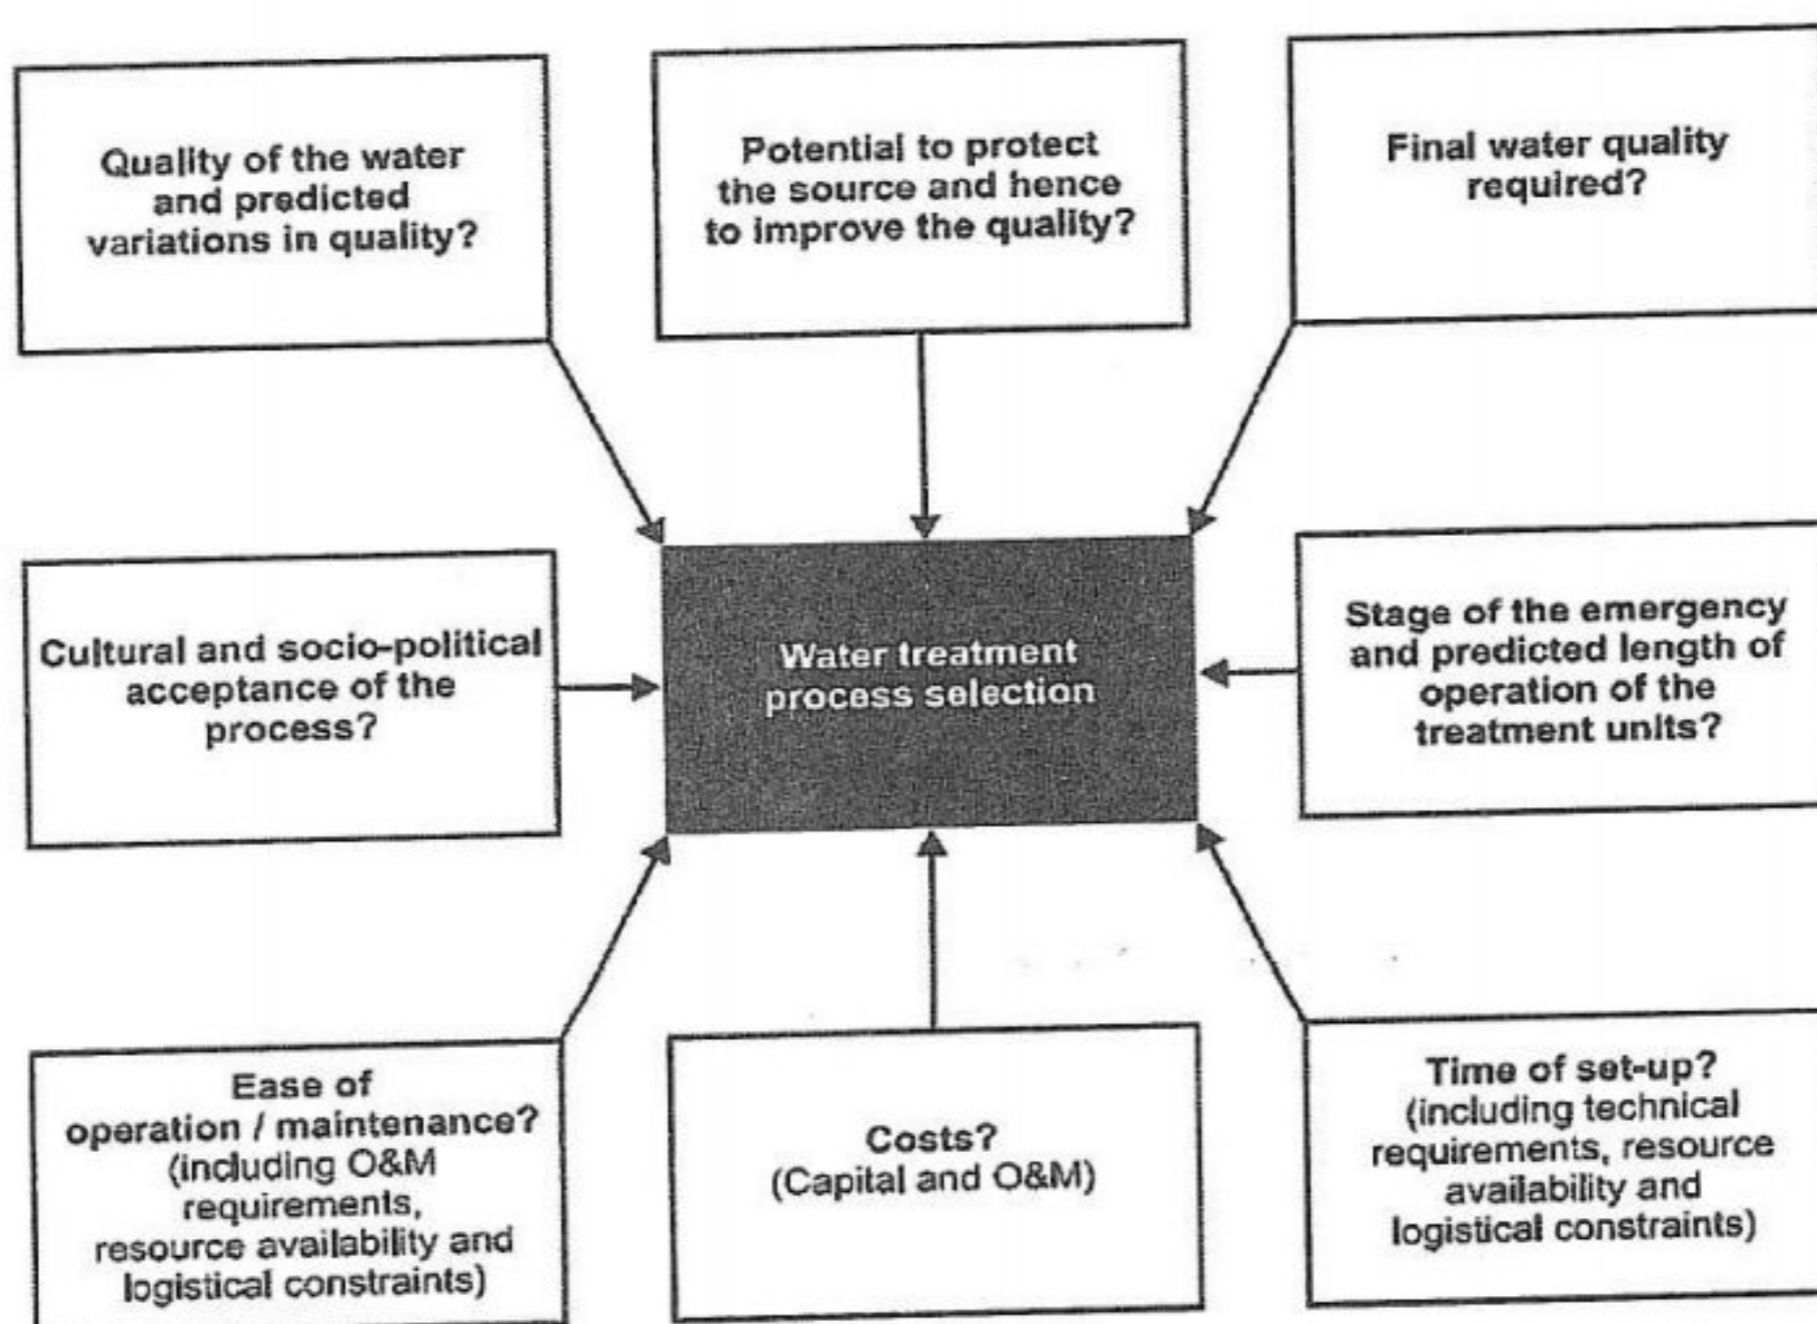 Quality of the water
and predicted
variations in quality?
Potential to protect
the source and hence
to improve the quality?
Final water quality
required?
Cultural and socio-political
acceptance of the
process?
Water treatment
process selection
Stage of the emergency
and predicted length of
operation of the
treatment units?
Ease of
operation / maintenance?
(including O&M
requirements,
resource availability and
logistical constraints)
Costs?
(Capital and O&M)
Time of set-up?
(including technical
requirements, resource
availability and
logistical constraints)